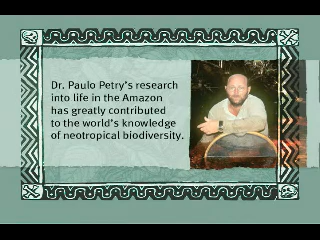 Dr. Paulo Petry's research
into life in the Amazon
has greatly contributed
to the world's knowledge
of neotropical biodiversity.